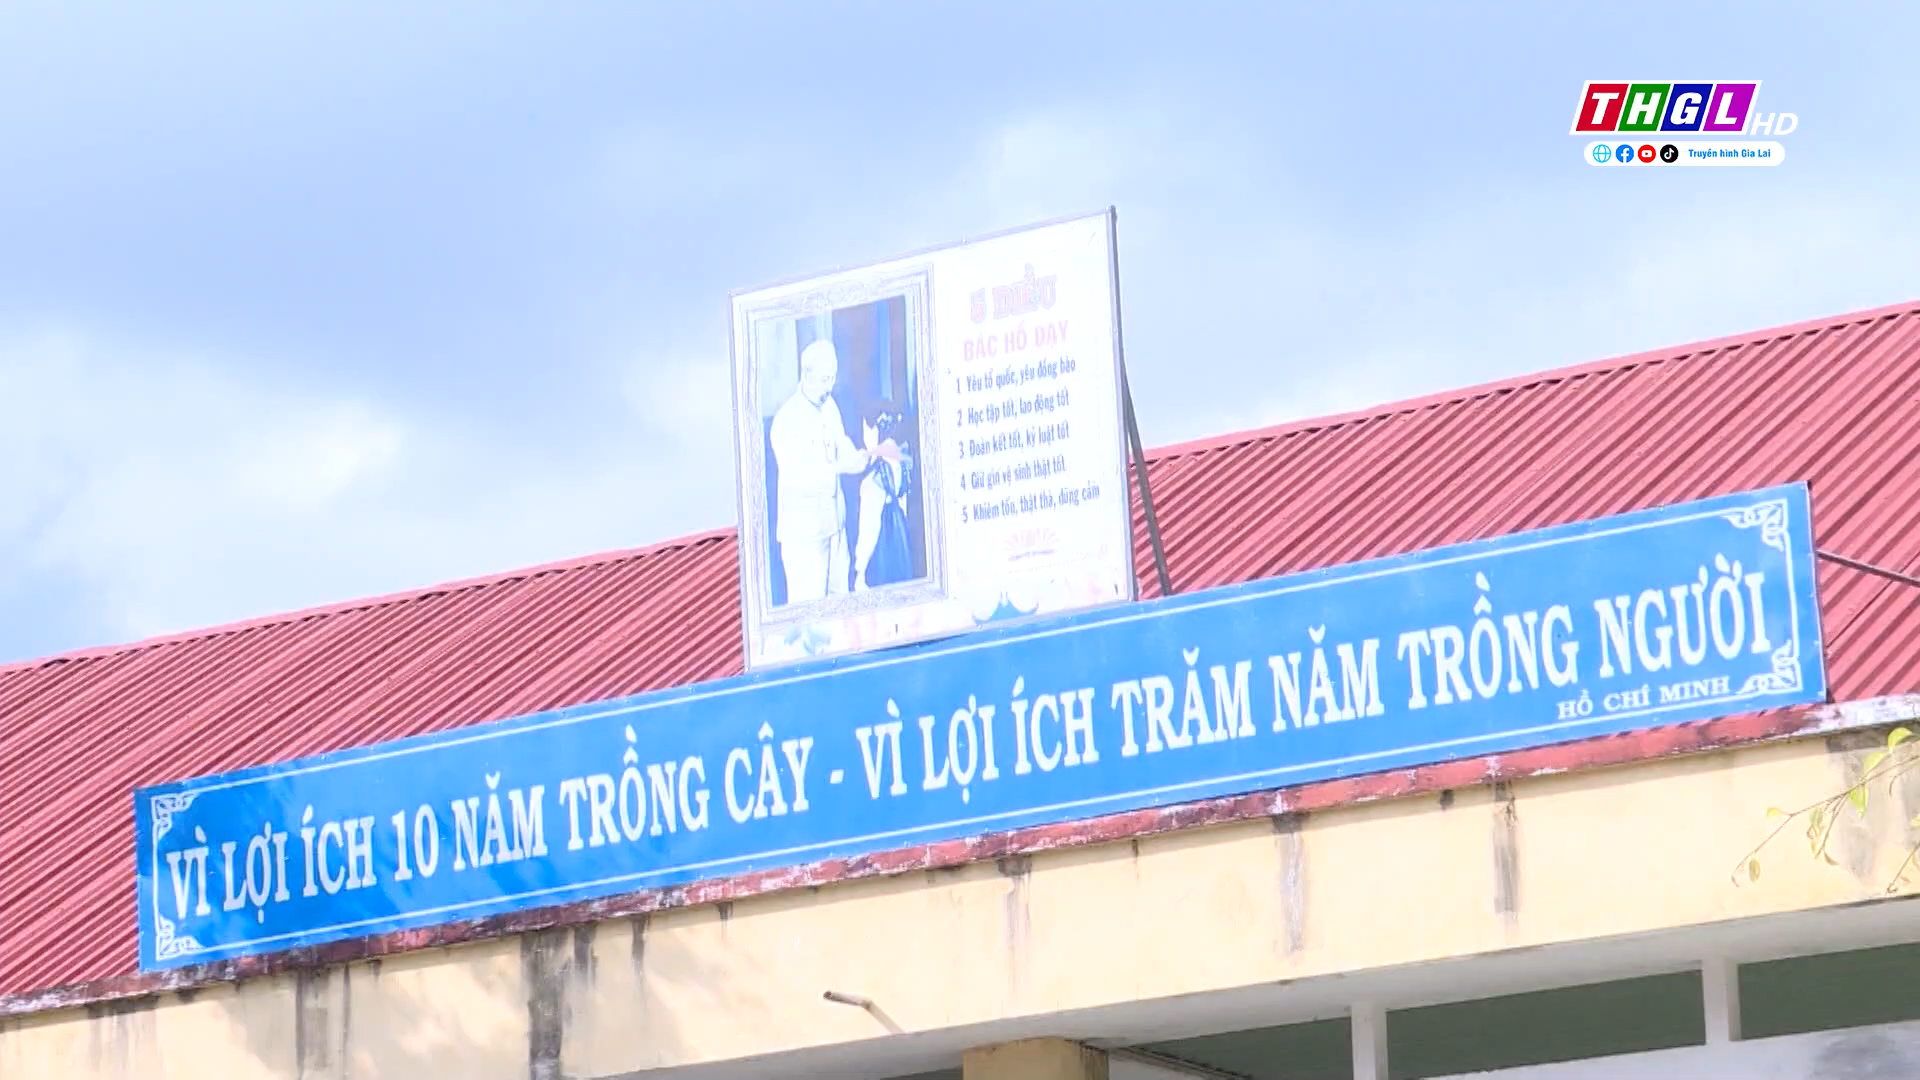 THGL HD
Truyền hình Gia Lai
5 ĐIỀU
BÁC HỒ DẠY
1 Yêu tổ quốc, yêu đồng bào
2 Học tập tốt, lao động tốt
3 Đoàn kết tốt, kỷ luật tốt
4 Giữ gìn vệ sinh thật tốt
5 Khiêm tốn, thật thà, dũng cảm
VÌ LỢI ÍCH 10 NĂM TRỒNG CÂY - VÌ LỢI ÍCH TRĂM NĂM TRỒNG NGƯỜI
HỒ CHÍ MINH